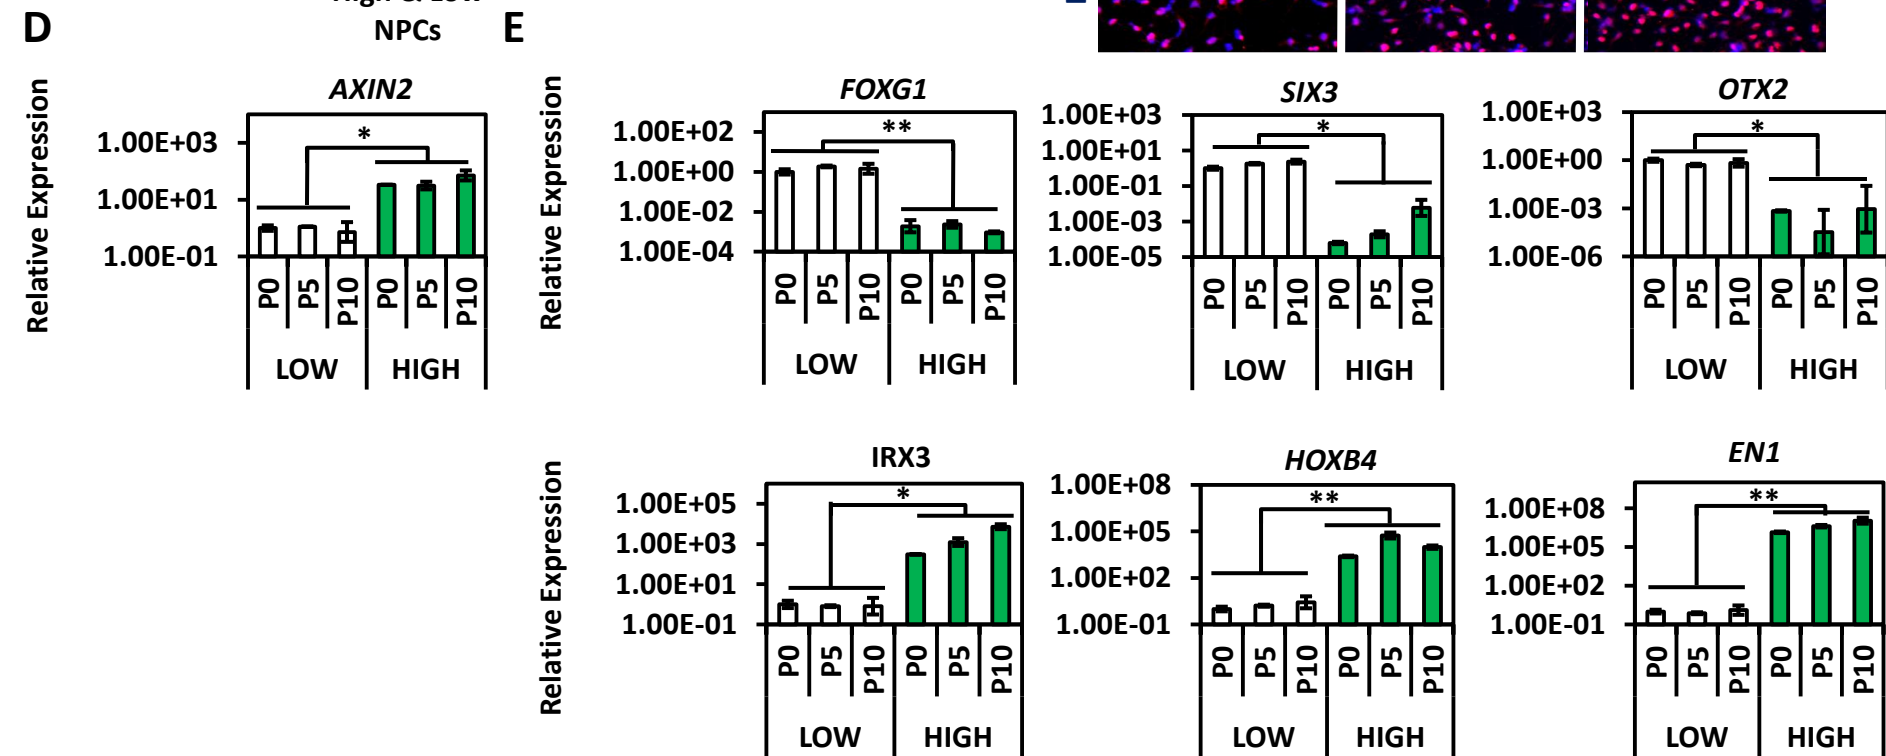 D
NPCs
E
AXIN2
Relative Expression
1.00E+03
1.00E+01
1.00E-01
*
P0 P5 P10 P0 P5 P10
LOW HIGH
FOXG1
Relative Expression
1.00E+02
1.00E+00
1.00E-02
1.00E-04
**
P0 P5 P10 P0 P5 P10
LOW HIGH
SIX3
1.00E+03
1.00E+01
1.00E-01
1.00E-03
1.00E-05
*
P0 P5 P10 P0 P5 P10
LOW HIGH
OTX2
1.00E+03
1.00E+00
1.00E-03
1.00E-06
*
P0 P5 P10 P0 P5 P10
LOW HIGH
IRX3
Relative Expression
1.00E+05
1.00E+03
1.00E+01
1.00E-01
*
P0 P5 P10 P0 P5 P10
LOW HIGH
HOXB4
1.00E+08
1.00E+05
1.00E+02
1.00E-01
**
P0 P5 P10 P0 P5 P10
LOW HIGH
EN1
1.00E+08
1.00E+05
1.00E+02
1.00E-01
**
P0 P5 P10 P0 P5 P10
LOW HIGH